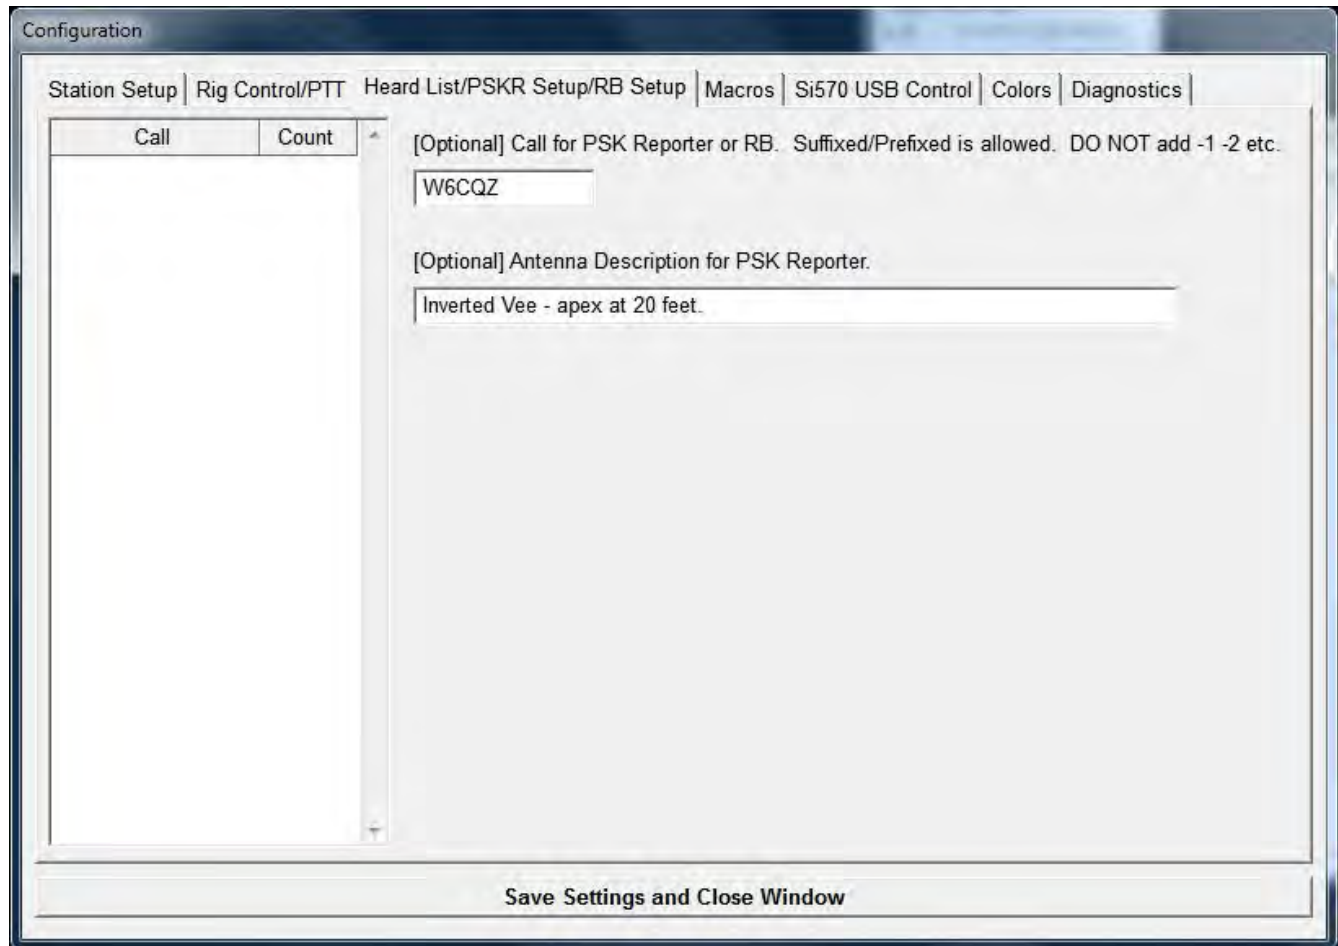 Configuration
Station Setup Rig Control/PTT Heard List/PSKR Setup/RB Setup Macros Si570 USB Control Colors Diagnostics
Call Count
[Optional] Call for PSK Reporter or RB. Suffixed/Prefixed is allowed. DO NOT add -1 -2 etc.
W6CQZ
[Optional] Antenna Description for PSK Reporter.
Inverted Vee - apex at 20 feet.
Save Settings and Close Window